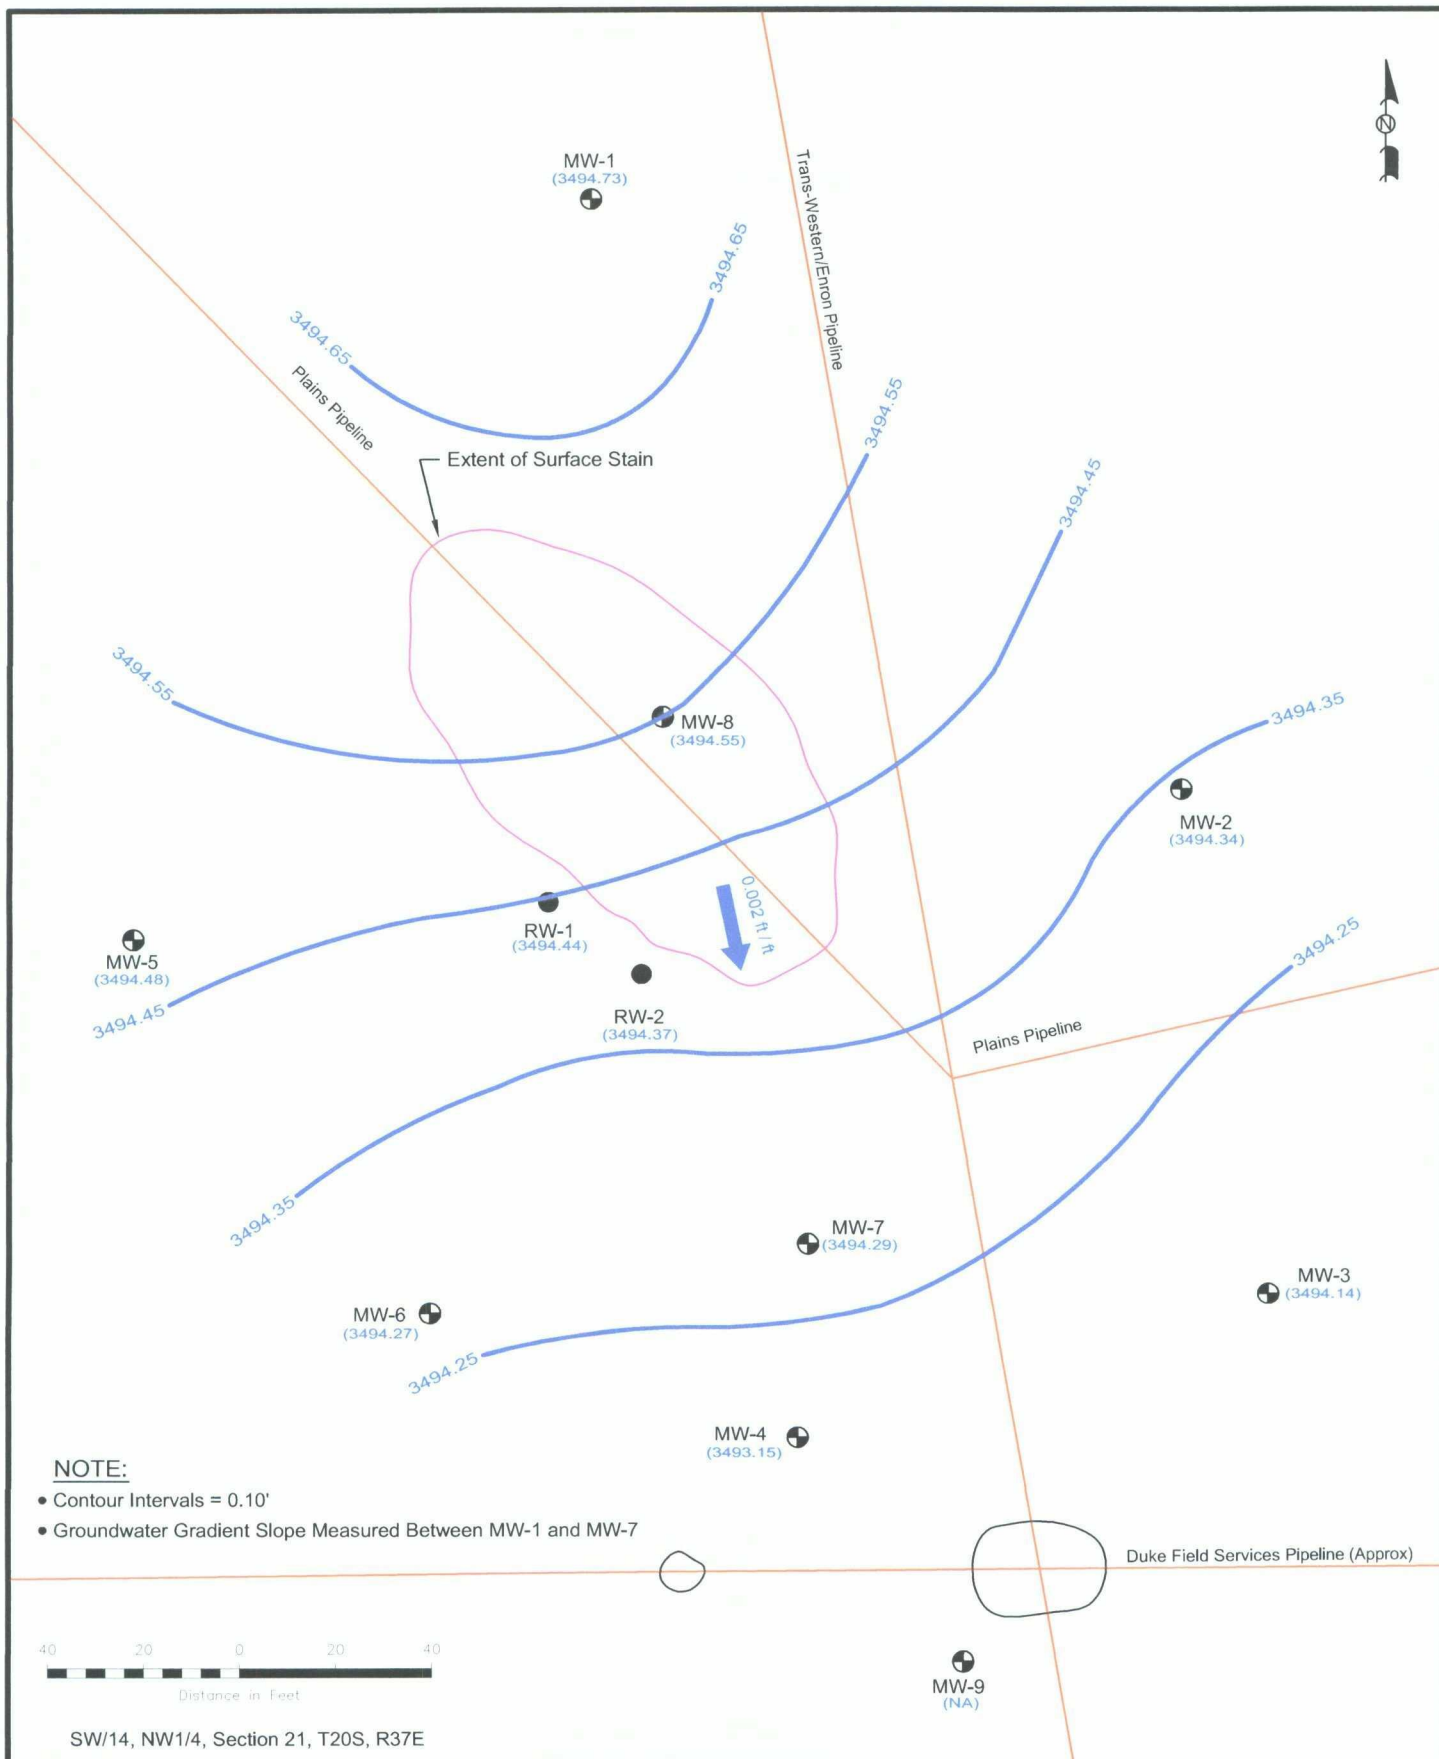 N
MW-1
(3494.73)
Trans-Western/Enron Pipeline
3494.65
3494.65
Plains Pipeline
3494.55
Extent of Surface Stain
3494.45
3494.55
MW-8
(3494.55)
3494.35
MW-2
(3494.34)
0.002 ft / ft
RW-1
(3494.44)
MW-5
(3494.48)
3494.45
3494.25
RW-2
(3494.37)
Plains Pipeline
3494.35
MW-7
(3494.29)
MW-3
(3494.14)
MW-6
(3494.27)
3494.25
MW-4
(3493.15)
NOTE:
• Contour Intervals = 0.10'
• Groundwater Gradient Slope Measured Between MW-1 and MW-7
Duke Field Services Pipeline (Approx)
40 20 0 20 40
Distance in Feet
MW-9
(NA)
SW/14, NW1/4, Section 21, T20S, R37E